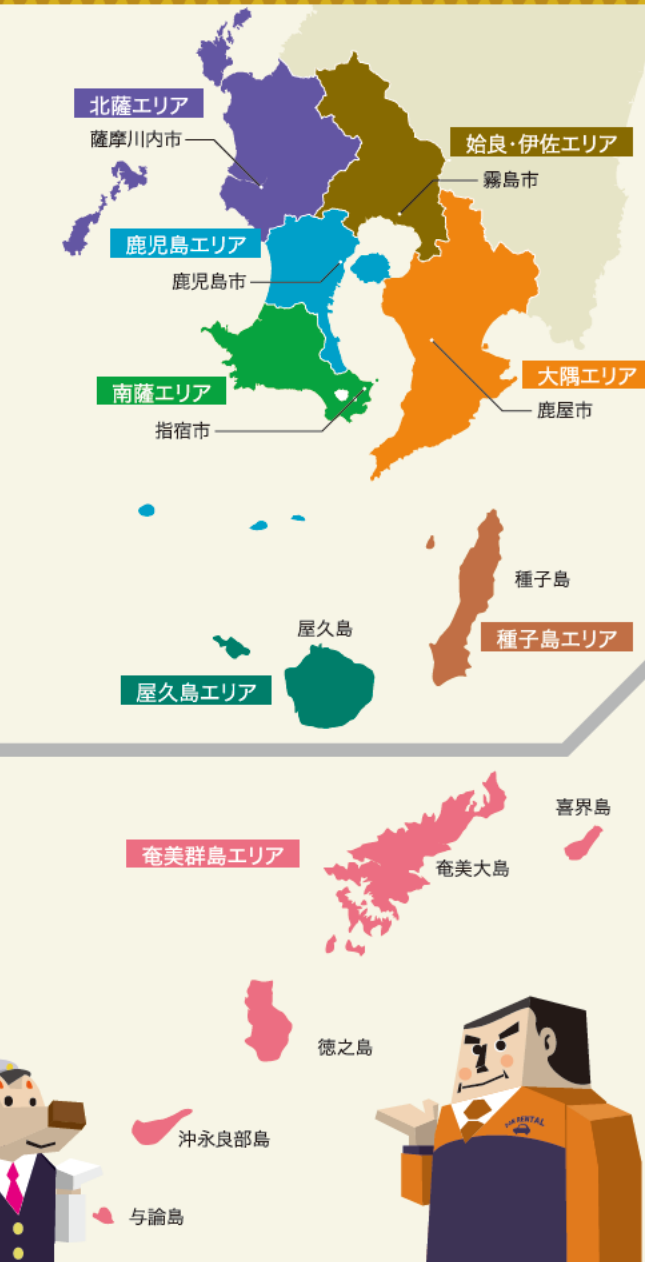 北薩エリア
薩摩川内市
姶良・伊佐エリア
霧島市
鹿児島エリア
鹿児島市
大隅エリア
鹿屋市
南薩エリア
指宿市
種子島
種子島エリア
屋久島
屋久島エリア
喜界島
奄美群島エリア
奄美大島
徳之島
CAR RENTAL
沖永良部島
与論島